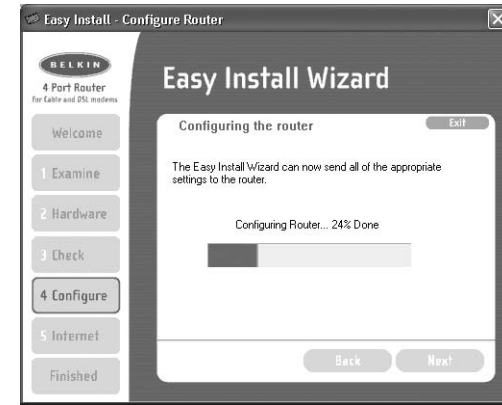 Easy Install - Configure Router
BELKIN
4 Port Router
For Cable and DSL modems
Easy Install Wizard
Welcome
1 Examine
2 Hardware
3 Check
4 Configure
5 Internet
Finished
Configuring the router
Exit
The Easy Install Wizard can now send all of the appropriate
settings to the router.
Configuring Router... 24% Done
Back
Next